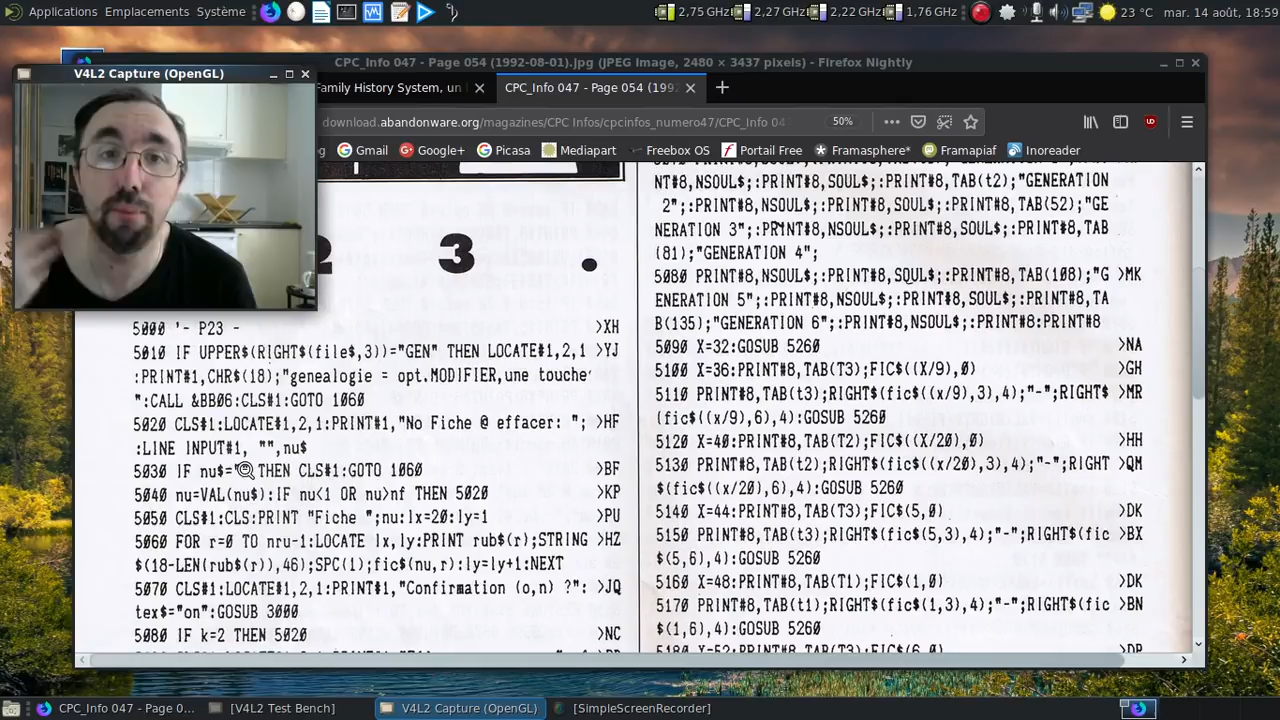 Applications Emplacements Système
2,75 GHz 2,27 GHz 2,22 GHz 1,76 GHz 23 °C mar. 14 août, 18:59
CPC_Info 047 - Page 054 (1992-08-01).jpg (JPEG Image, 2480 × 3437 pixels) - Firefox Nightly
V4L2 Capture (OpenGL)
Family History System, un
CPC_Info 047 - Page 054 (1992
download.abandonware.org/magazines/CPC Infos/cpcinfos_numero47/CPC_Info 04
50%
Gmail Google+ Picasa Mediapart Freebox OS Portail Free Framasphere* Framapiaf Inoreader
2 3 .
5000 '- P23 - >XH
5010 IF UPPER$(RIGHT$(file$,3))="GEN" THEN LOCATE#1,2,1 >YJ
:PRINT#1,CHR$(18);"genealogie = opt.MODIFIER,une touche
":CALL &BB06:CLS#1:GOTO 1060
5020 CLS#1:LOCATE#1,2,1:PRINT#1,"No Fiche @ effacer: "; >HF
:LINE INPUT#1, "",nu$
5030 IF nu$=" THEN CLS#1:GOTO 1060 >BF
5040 nu=VAL(nu$):IF nu<1 OR nu>nf THEN 5020 >KP
5050 CLS#1:CLS:PRINT "Fiche ";nu:lx=20:ly=1 >PU
5060 FOR r=0 TO nru-1:LOCATE lx,ly:PRINT rub$(r);STRING >HZ
$(18-LEN(rub$(r)),46);SPC(1);fic$(nu,r):ly=ly+1:NEXT
5070 CLS#1:LOCATE#1,2,1:PRINT#1,"Confirmation (o,n) ?": >JQ
tex$="on":GOSUB 3000
5080 IF k=2 THEN 5020 >NC
NT#8,NSOUL$;:PRINT#8,SOUL$;:PRINT#8,TAB(t2);"GENERATION
2";:PRINT#8,NSOUL$;:PRINT#8,SOUL$;:PRINT#8,TAB(52);"GE
NERATION 3";:PRINT#8,NSOUL$;:PRINT#8,SOUL$;:PRINT#8,TAB
(81);"GENERATION 4";
5080 PRINT#8,NSOUL$;:PRINT#8,SOUL$;:PRINT#8,TAB(108);"G >MK
ENERATION 5";:PRINT#8,NSOUL$;:PRINT#8,SOUL$;:PRINT#8,TA
B(135);"GENERATION 6";:PRINT#8,NSOUL$;:PRINT#8:PRINT#8
5090 X=32:GOSUB 5260 >NA
5100 X=36:PRINT#8,TAB(T3);FIC$((X/9),0) >GH
5110 PRINT#8,TAB(t3);RIGHT$(fic$((x/9),3),4);"-";RIGHT$ >MR
(fic$((x/9),6),4):GOSUB 5260
5120 X=40:PRINT#8,TAB(T2);FIC$((X/20),0) >HH
5130 PRINT#8,TAB(t2);RIGHT$(fic$((x/20),3),4);"-";RIGHT >QM
$(fic$((x/20),6),4):GOSUB 5260
5140 X=44:PRINT#8,TAB(T3);FIC$(5,0) >DK
5150 PRINT#8,TAB(t3);RIGHT$(fic$(5,3),4);"-";RIGHT$(fic >BX
$(5,6),4):GOSUB 5260
5160 X=48:PRINT#8,TAB(T1);FIC$(1,0) >DK
5170 PRINT#8,TAB(t1);RIGHT$(fic$(1,3),4);"-";RIGHT$(fic >BN
$(1,6),4):GOSUB 5260
5180 X=52:PRINT#8,TAB(T3);FIC$(6,0) >DP
CPC_Info 047 - Page 0... [V4L2 Test Bench] V4L2 Capture (OpenGL) [SimpleScreenRecorder]